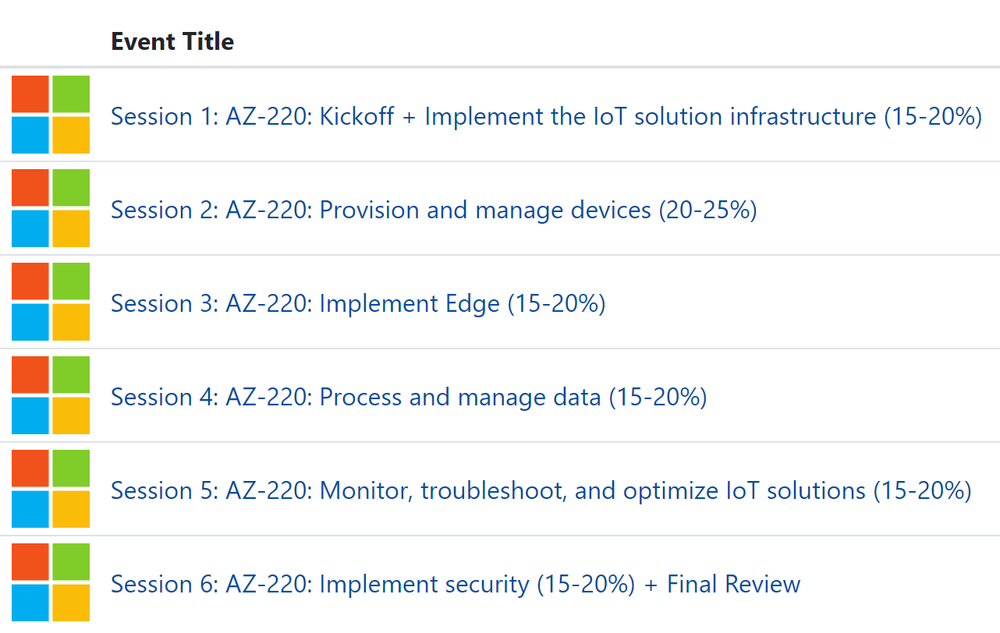 Event Title
Session 1: AZ-220: Kickoff + Implement the IoT solution infrastructure (15-20%)
Session 2: AZ-220: Provision and manage devices (20-25%)
Session 3: AZ-220: Implement Edge (15-20%)
Session 4: AZ-220: Process and manage data (15-20%)
Session 5: AZ-220: Monitor, troubleshoot, and optimize IoT solutions (15-20%)
Session 6: AZ-220: Implement security (15-20%) + Final Review